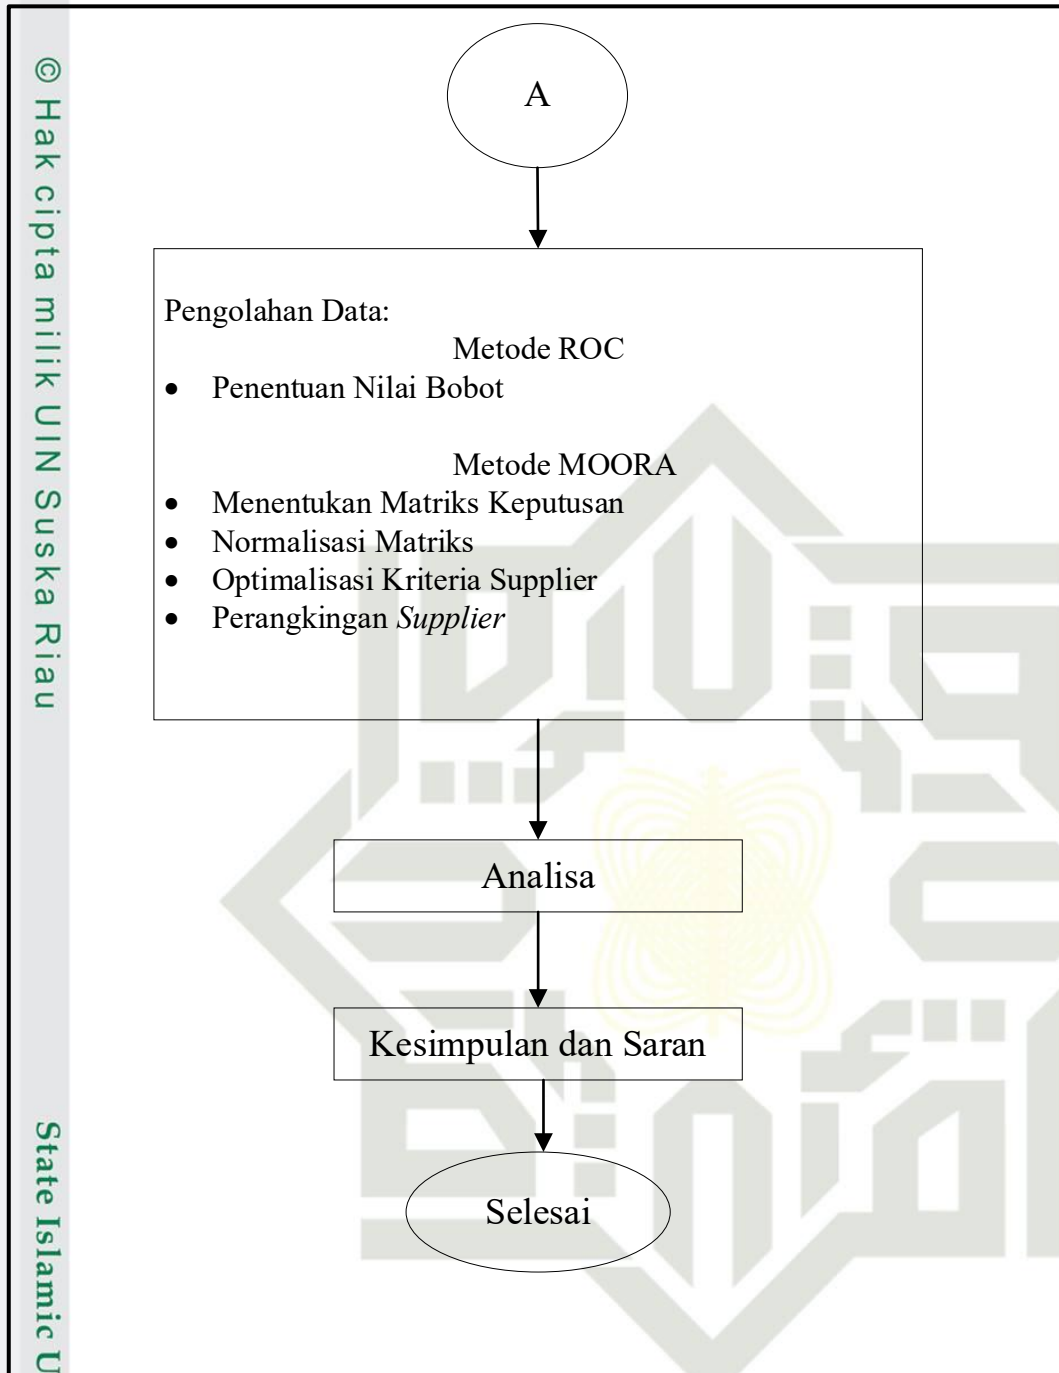 © Hak cipta milik UIN Suska Riau
State Islamic U
A
Pengolahan Data:
Metode ROC
• Penentuan Nilai Bobot
Metode MOORA
• Menentukan Matriks Keputusan
• Normalisasi Matriks
• Optimalisasi Kriteria Supplier
• Perangkingan Supplier
Analisa
Kesimpulan dan Saran
Selesai